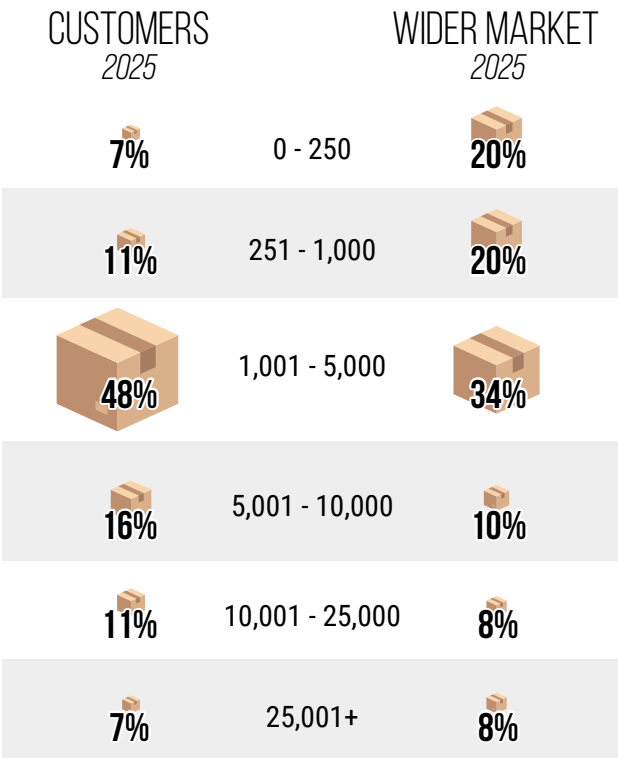 CUSTOMERS WIDER MARKET
2025 2025
7% 0 - 250 20%
11% 251 - 1,000 20%
48% 1,001 - 5,000 34%
16% 5,001 - 10,000 10%
11% 10,001 - 25,000 8%
7% 25,001+ 8%